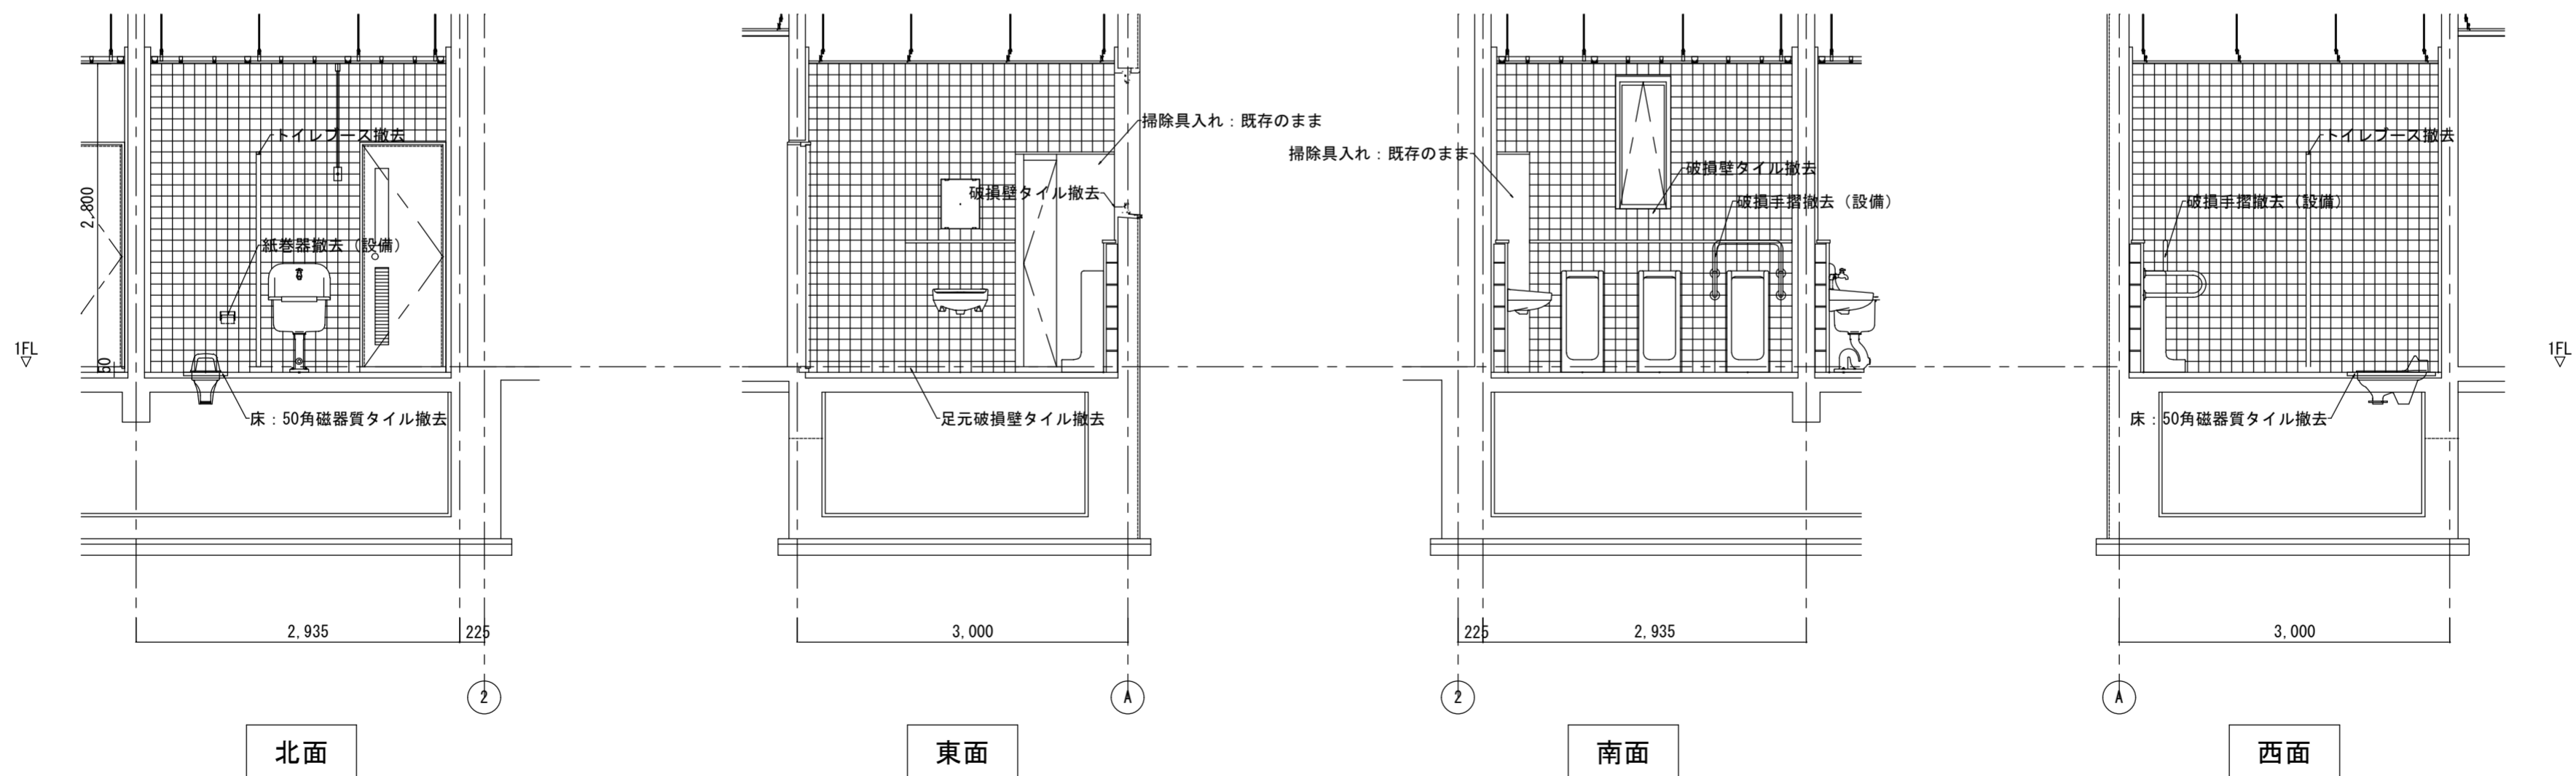 トイレブース撤去
2,800
紙巻器撤去（設備）
1FL
50
床：50角磁器質タイル撤去
2,935
225
2
北面
掃除具入れ：既存のまま
破損壁タイル撤去
足元破損壁タイル撤去
3,000
A
東面
掃除具入れ：既存のまま
破損壁タイル撤去
破損手摺撤去（設備）
225
2,935
2
南面
トイレブース撤去
破損手摺撤去（設備）
1FL
床：50角磁器質タイル撤去
3,000
A
西面